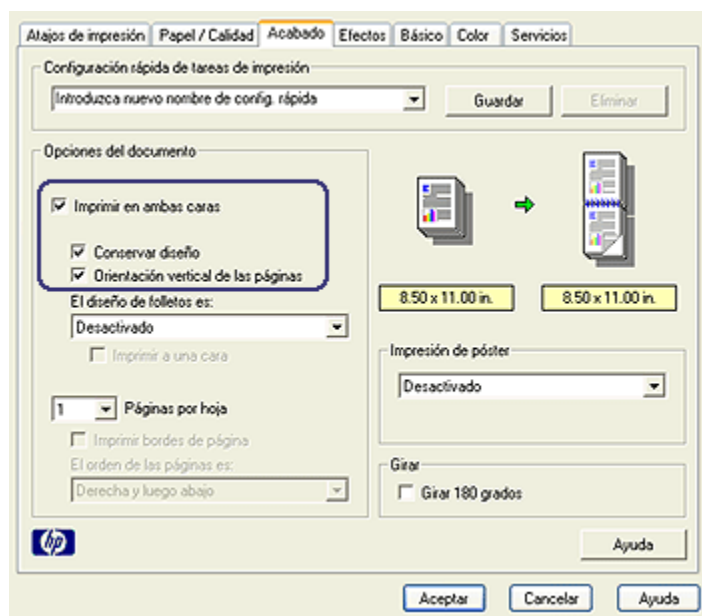 Atajos de impresión Papel / Calidad Acabado Efectos Básico Color Servicios
Configuración rápida de tareas de impresión
Introduzca nuevo nombre de config. rápida Guardar Eliminar
Opciones del documento
Imprimir en ambas caras
Conservar diseño
Orientación vertical de las páginas
El diseño de folletos es:
Desactivado
Imprimir a una cara
1 Páginas por hoja
Imprimir bordes de página
El orden de las páginas es:
Derecha y luego abajo
8.50 x 11.00 in. 8.50 x 11.00 in.
Impresión de póster
Desactivado
Girar
Girar 180 grados
hp Ayuda
Aceptar Cancelar Ayuda